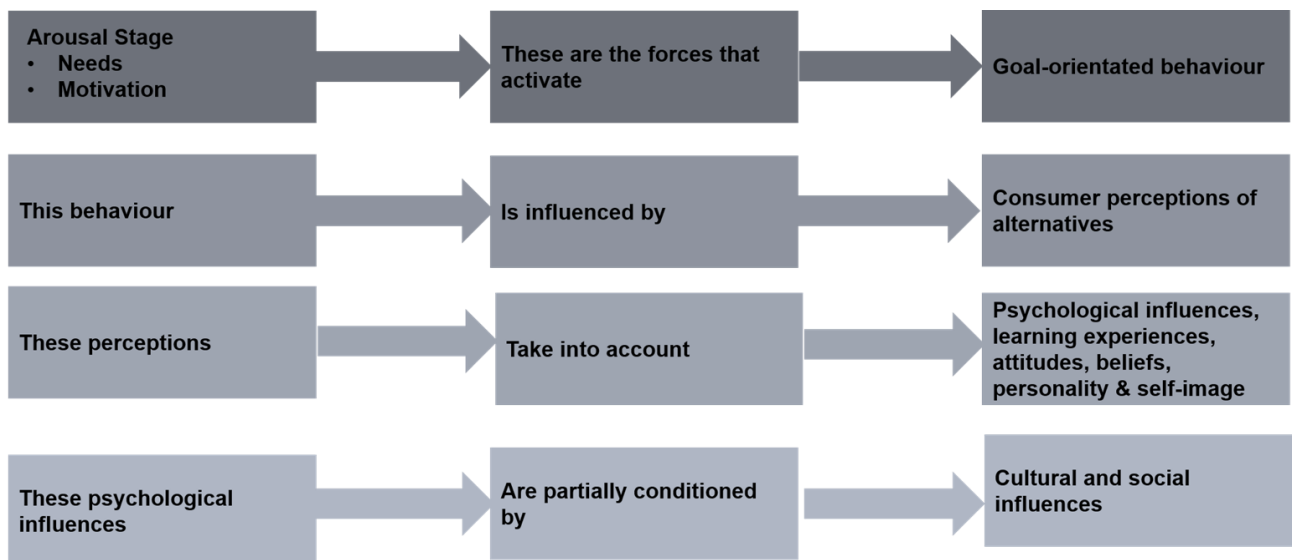 Arousal Stage
• Needs
• Motivation
These are the forces that
activate
Goal-orientated behaviour
This behaviour
Is influenced by
Consumer perceptions of
alternatives
These perceptions
Take into account
Psychological influences,
learning experiences,
attitudes, beliefs,
personality & self-image
These psychological
influences
Are partially conditioned
by
Cultural and social
influences